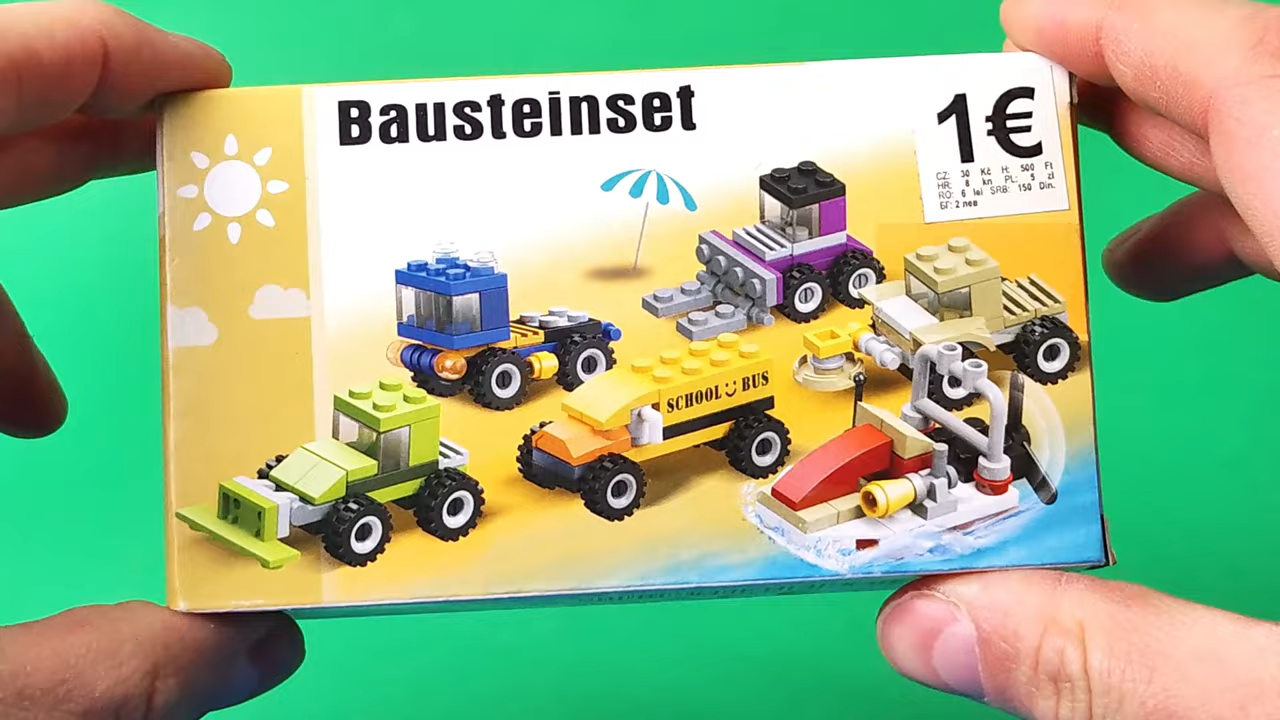 Bausteinset
1€
CZ: 30 Kč H: 500 Ft
HR: 8 kn PL: 5 zł
RO: 6 lei SRB: 150 Din.
БГ: 2 лев
SCHOOL BUS